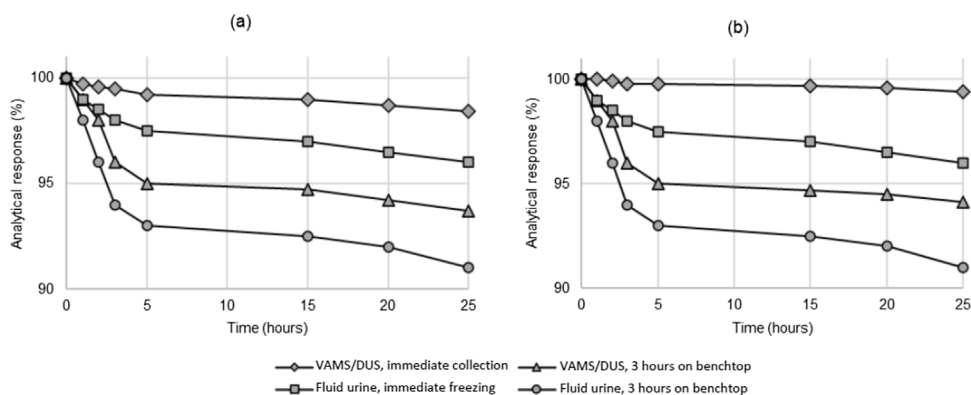 (a)
(b)
Analytical response (%)
100
95
90
0 5 10 15 20 25
Time (hours)
Analytical response (%)
100
95
90
0 5 10 15 20 25
Time (hours)
VAMS/DUS, immediate collection
VAMS/DUS, 3 hours on benchtop
Fluid urine, immediate freezing
Fluid urine, 3 hours on benchtop